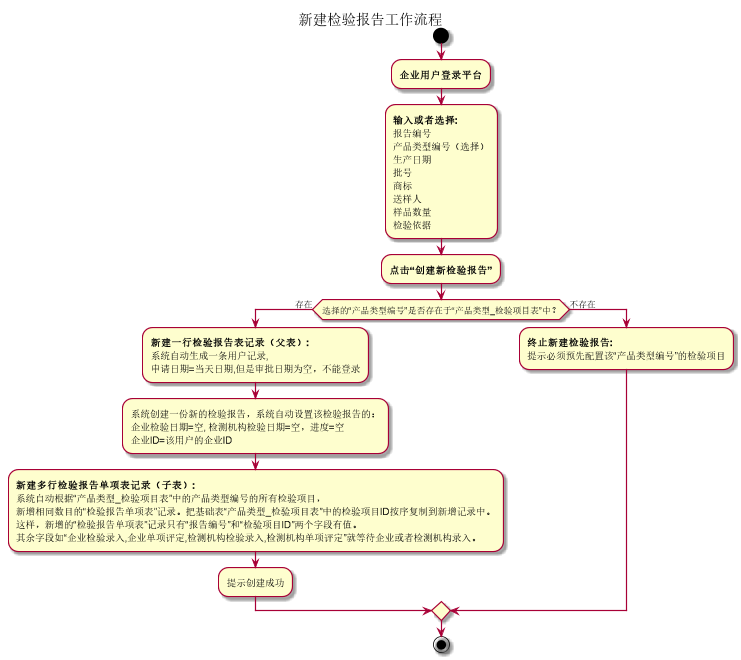 新建检验报告工作流程
企业用户登录平台
输入或者选择:
报告编号
产品类型编号（选择）
生产日期
批号
商标
送样人
样品数量
检验依据
点击“创建新检验报告”
存在
选择的“产品类型编号”是否存在于“产品类型_检验项目表”中？
不存在
新建一行检验报告表记录（父表）:
系统自动生成一条用户记录,
申请日期=当天日期,但是审批日期为空，不能登录
终止新建检验报告:
提示必须预先配置该“产品类型编号”的检验项目
系统创建一份新的检验报告，系统自动设置该检验报告的：
企业检验日期=空, 检测机构检验日期=空，进度=空
企业ID=该用户的企业ID
新建多行检验报告单项表记录（子表）:
系统自动根据“产品类型_检验项目表”中的产品类型编号的所有检验项目，
新增相同数目的“检验报告单项表”记录。把基础表“产品类型_检验项目表”中的检验项目ID按序复制到新增记录中。
这样，新增的“检验报告单项表”记录只有“报告编号”和“检验项目ID”两个字段有值。
其余字段如“企业检验录入,企业单项评定,检测机构检验录入,检测机构单项评定”就等待企业或者检测机构录入。
提示创建成功